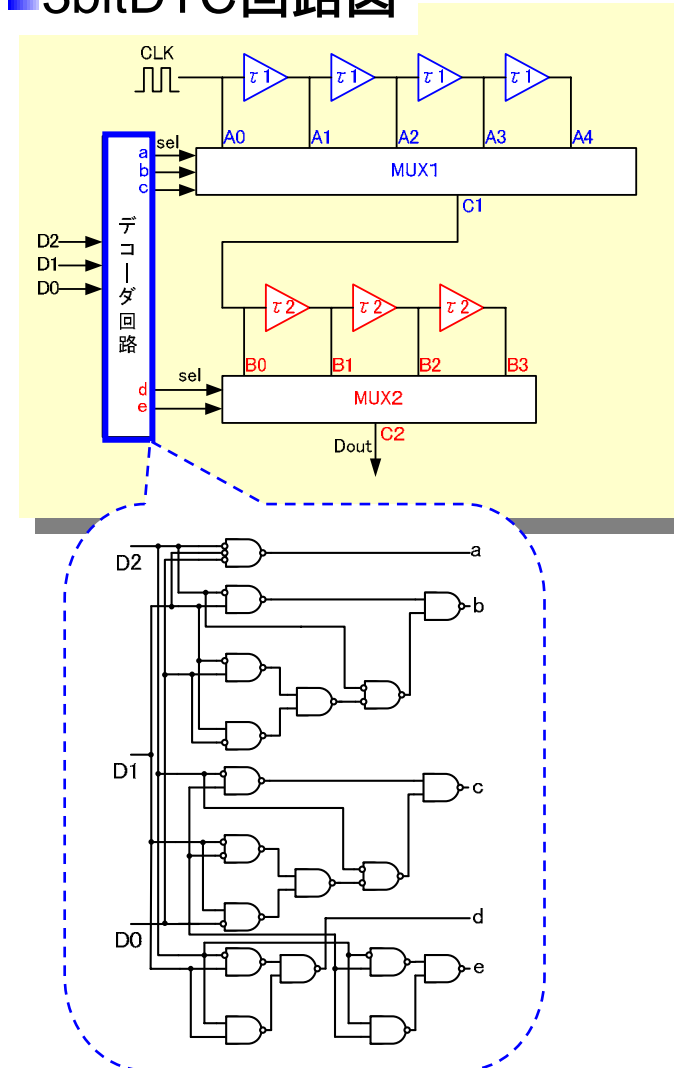 3bitDTC回路図
CLK
τ1 τ1 τ1 τ1
A0 A1 A2 A3 A4
sel
a
b
c
MUX1
C1
D2
D1
D0
デコーダ回路
τ2 τ2 τ2
B0 B1 B2 B3
sel
d
e
MUX2
C2
Dout
D2
a
b
D1
c
D0
d
e